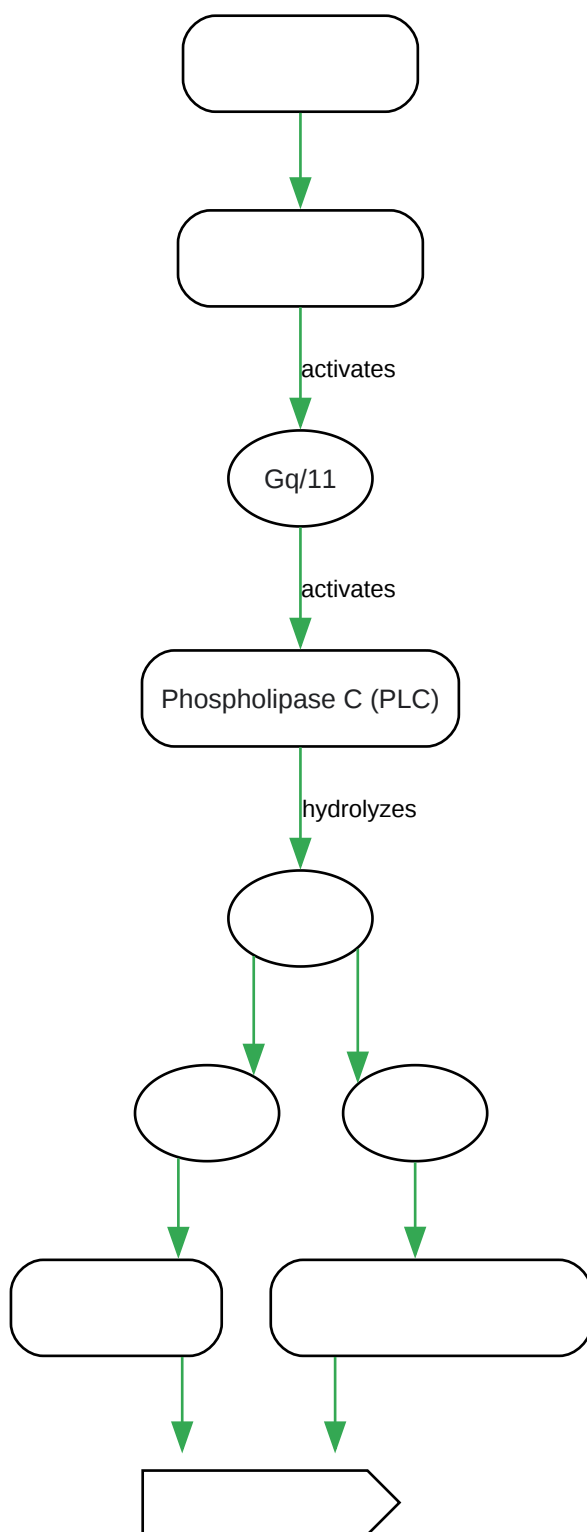 activates
Gq/11
activates
Phospholipase C (PLC)
hydrolyzes